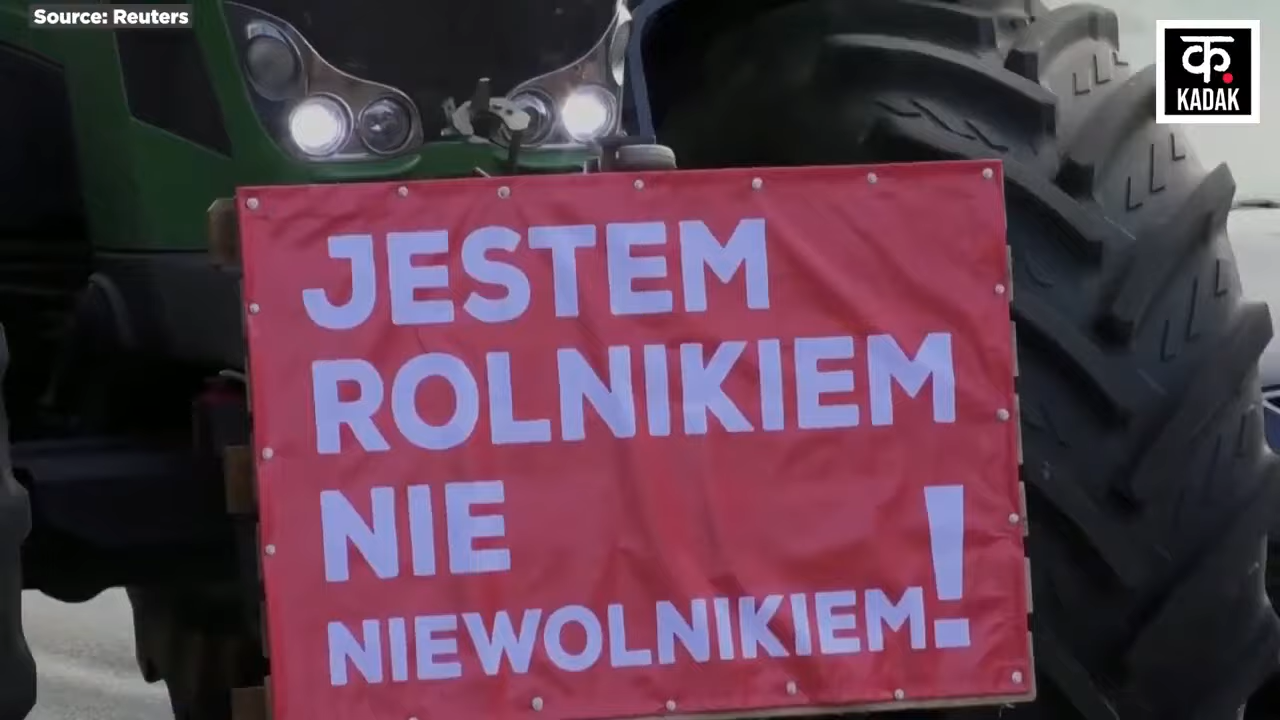 Source: Reuters
क.
KADAK
JESTEM
ROLNIKIEM
NIE
NIEWOLNIKIEM!